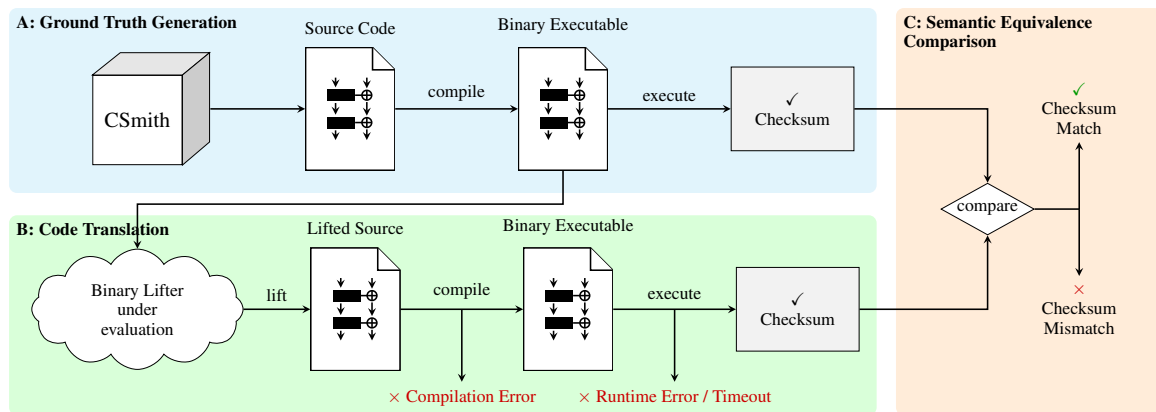 A: Ground Truth Generation
Source Code
Binary Executable
CSmith
compile
execute
✓
Checksum
B: Code Translation
Lifted Source
Binary Executable
Binary Lifter
under
evaluation
lift
compile
execute
✓
Checksum
× Compilation Error
× Runtime Error / Timeout
C: Semantic Equivalence
Comparison
✓
Checksum
Match
compare
×
Checksum
Mismatch